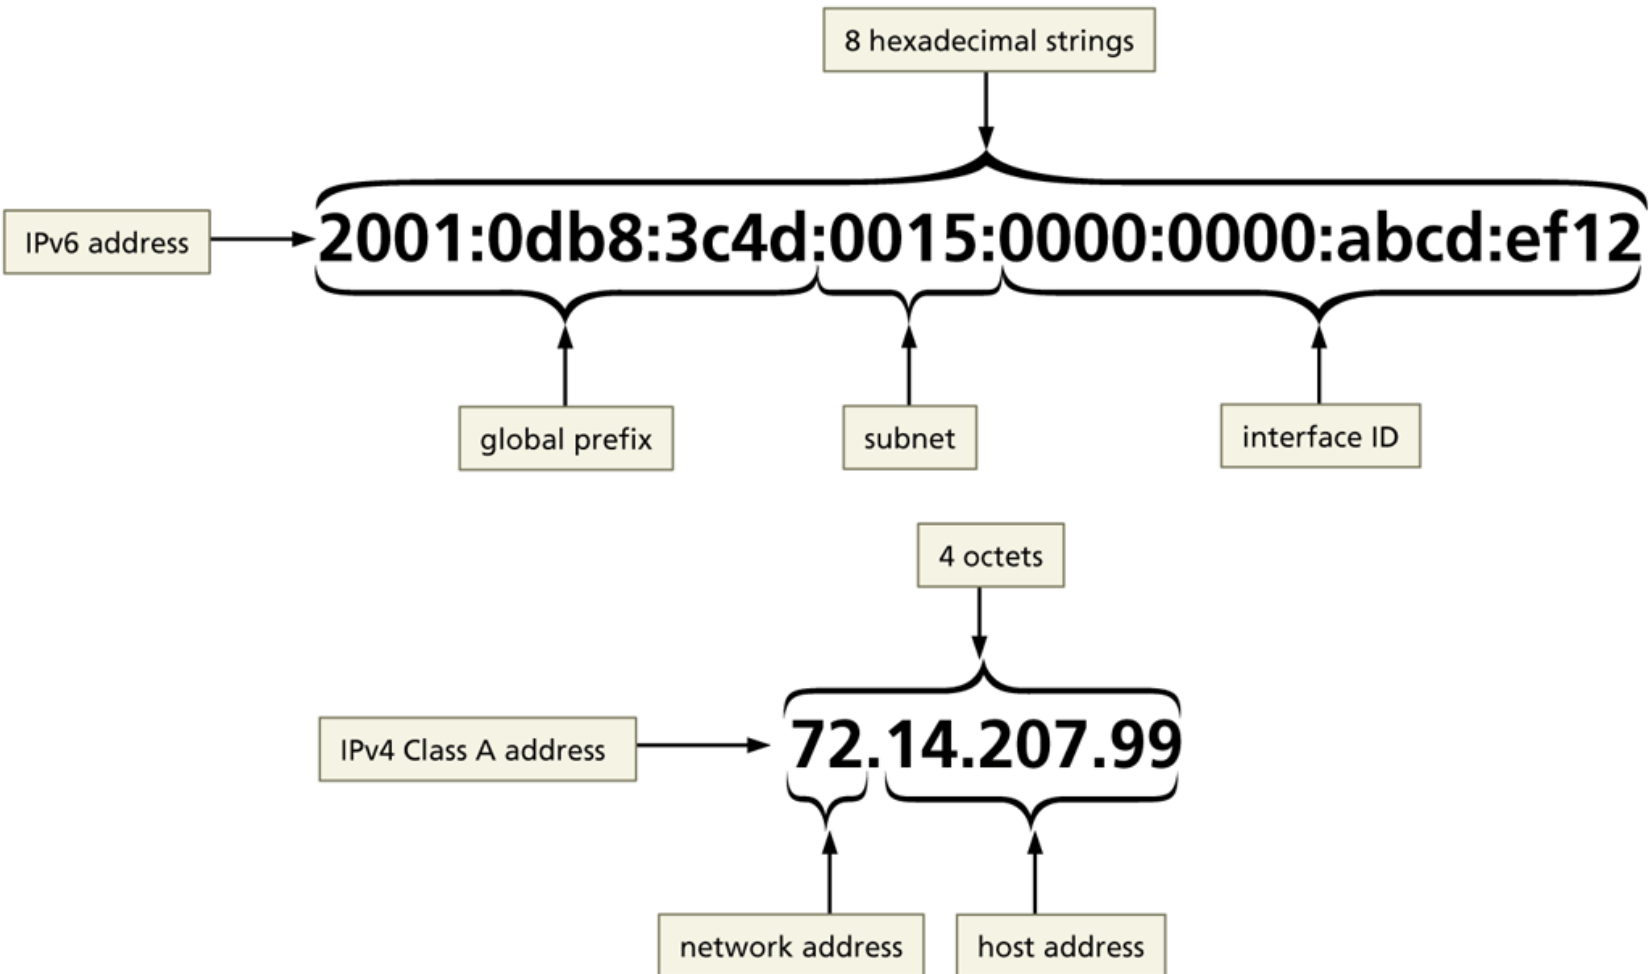 8 hexadecimal strings
IPv6 address
2001:0db8:3c4d:0015:0000:0000:abcd:ef12
global prefix
subnet
interface ID
4 octets
IPv4 Class A address
72.14.207.99
network address
host address